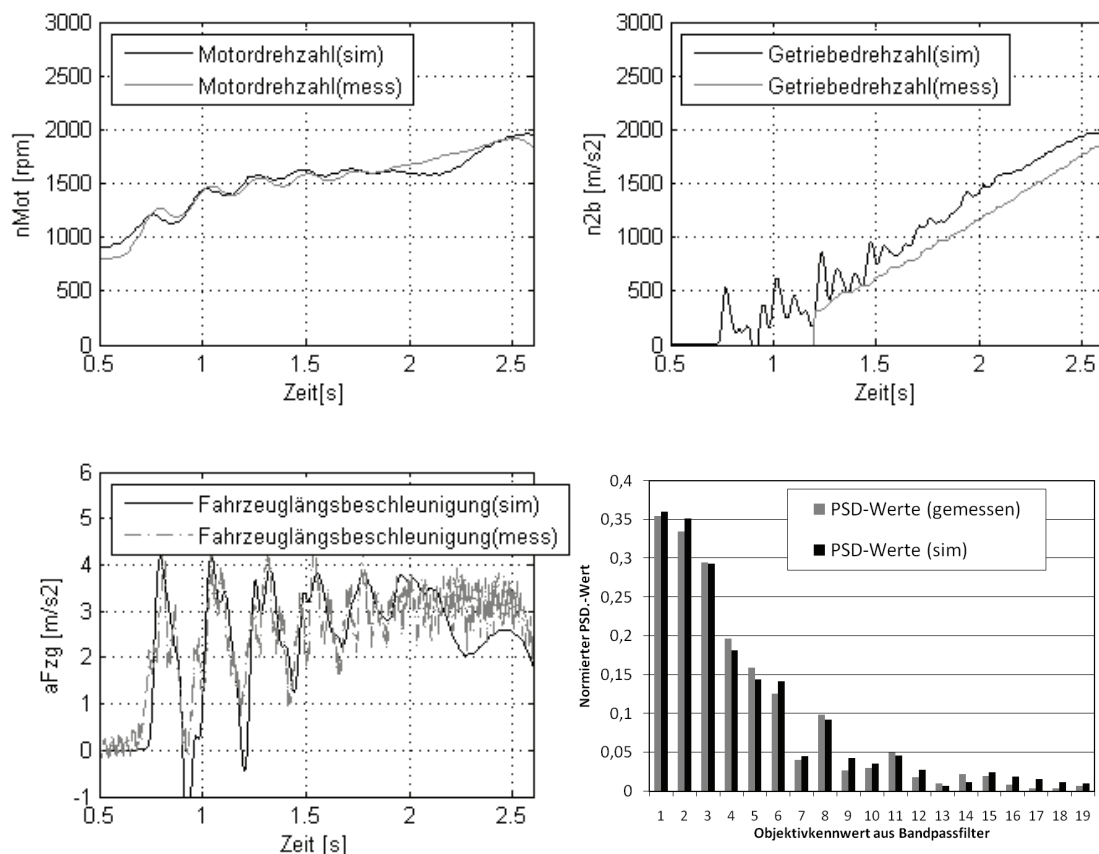 3000
2500
2000
1500
1000
500
0
nMot [rpm]
Motordrehzahl(sim)
Motordrehzahl(mess)
0.5 1 1.5 2 2.5
Zeit[s]
3000
2500
2000
1500
1000
500
0
n2b [m/s2]
Getriebedrehzahl(sim)
Getriebedrehzahl(mess)
0.5 1 1.5 2 2.5
Zeit[s]
6
5
4
3
2
1
0
-1
aFzg [m/s2]
Fahrzeuglängsbeschleunigung(sim)
Fahrzeuglängsbeschleunigung(mess)
0.5 1 1.5 2 2.5
Zeit [s]
0,4
0,35
0,3
0,25
0,2
0,15
0,1
0,05
0
Normierter PSD.-Wert
PSD-Werte (gemessen)
PSD-Werte (sim)
1 2 3 4 5 6 7 8 9 10 11 12 13 14 15 16 17 18 19
Objektivkennwert aus Bandpassfilter